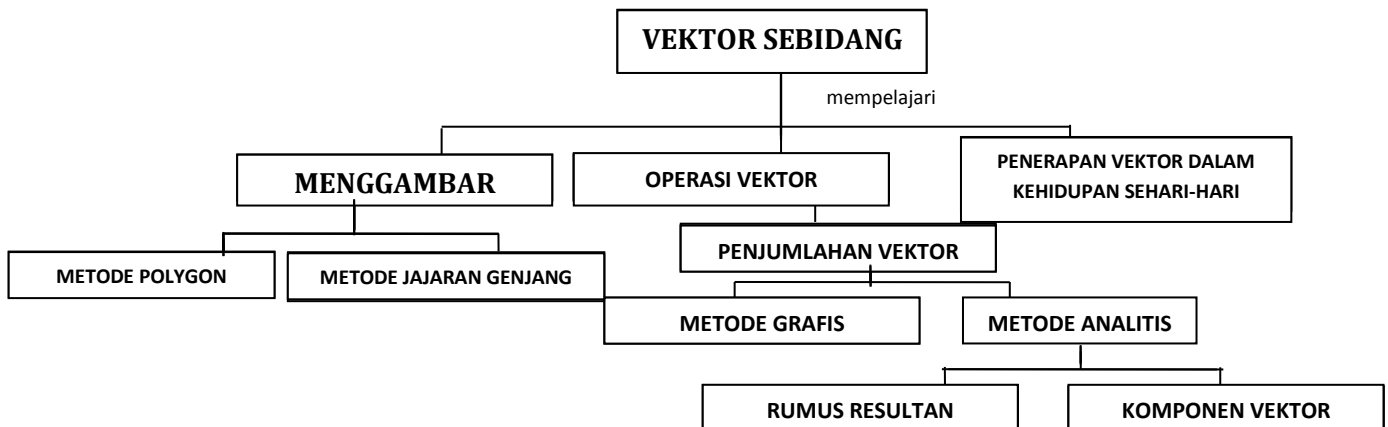 VEKTOR SEBIDANG
mempelajari
MENGGAMBAR
OPERASI VEKTOR
PENERAPAN VEKTOR DALAM
KEHIDUPAN SEHARI-HARI
METODE POLYGON
METODE JAJARAN GENJANG
PENJUMLAHAN VEKTOR
METODE GRAFIS
METODE ANALITIS
RUMUS RESULTAN
KOMPONEN VEKTOR